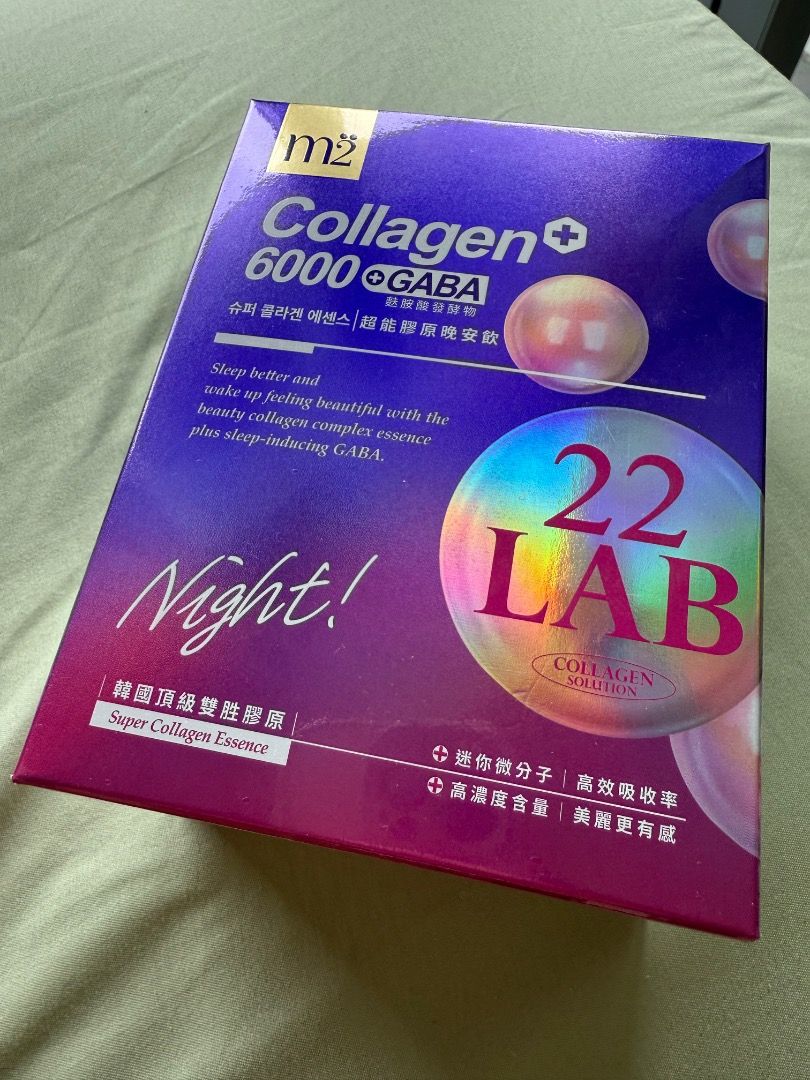 m2
Collagen+
6000 +GABA
麩胺酸發酵物
슈퍼 콜라겐 에센스|超能膠原晚安飲
Sleep better and
wake up feeling beautiful with the
beauty collagen complex essence
plus sleep-inducing GABA.
22
LAB
COLLAGEN
SOLUTION
Night!
韓國頂級雙胜膠原
Super Collagen Essence
迷你微分子|高效吸收率
高濃度含量|美麗更有感